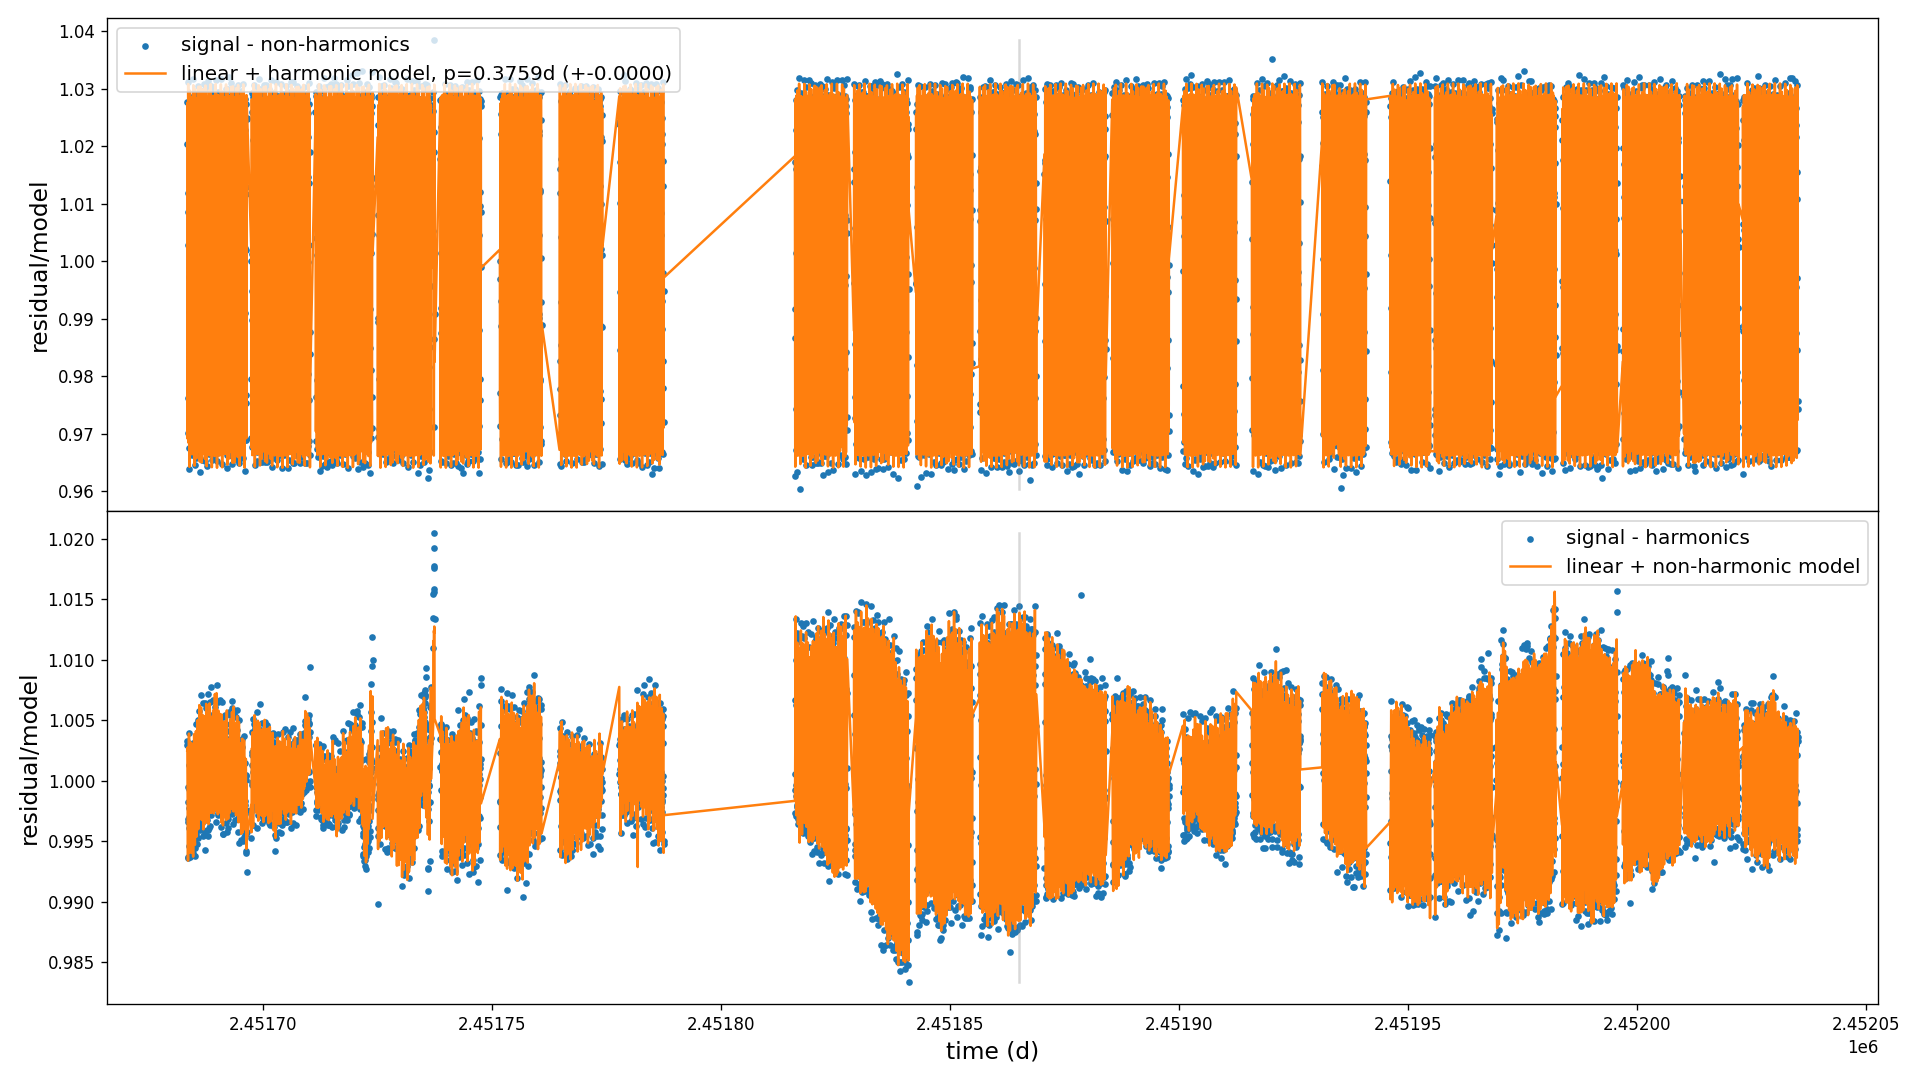 1.04
1.03
1.02
1.01
1.00
0.99
0.98
0.97
0.96
residual/model
signal - non-harmonics
linear + harmonic model, p=0.3759d (+-0.0000)
1.020
1.015
1.010
1.005
1.000
0.995
0.990
0.985
residual/model
signal - harmonics
linear + non-harmonic model
2.45170 2.45175 2.45180 2.45185 2.45190 2.45195 2.45200 2.45205
1e6
time (d)